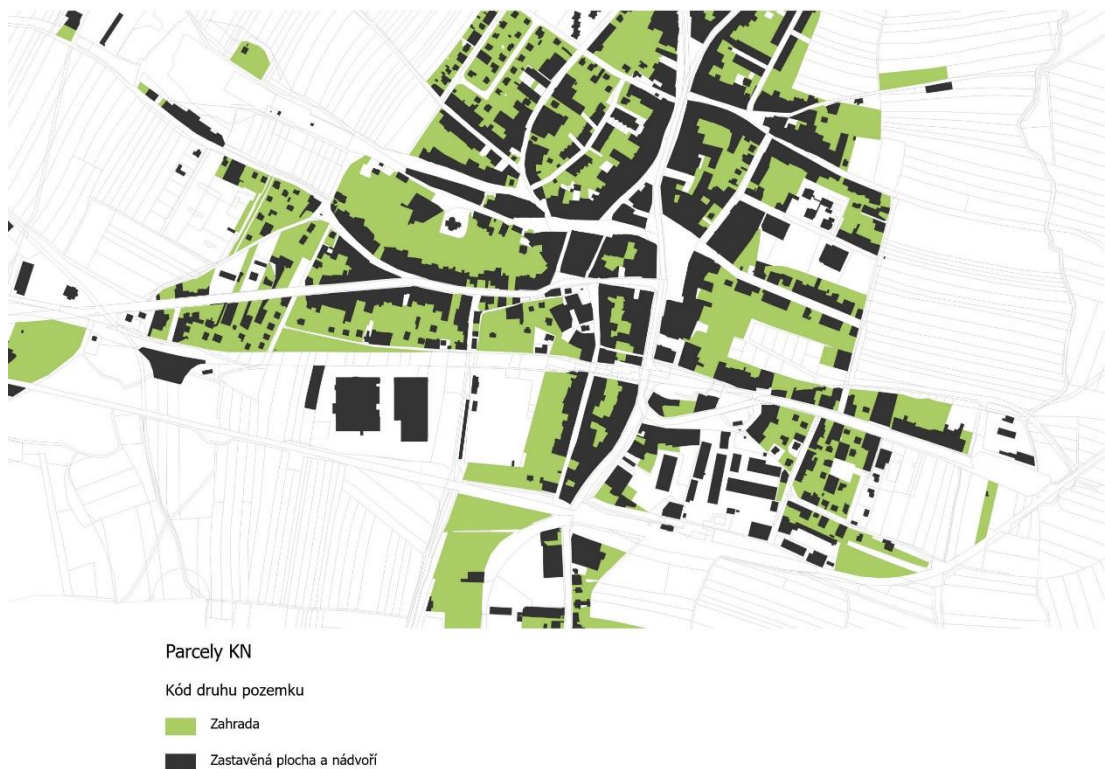 Parcely KN
Kód druhu pozemku
Zahrada
Zastavěná plocha a nádvoří